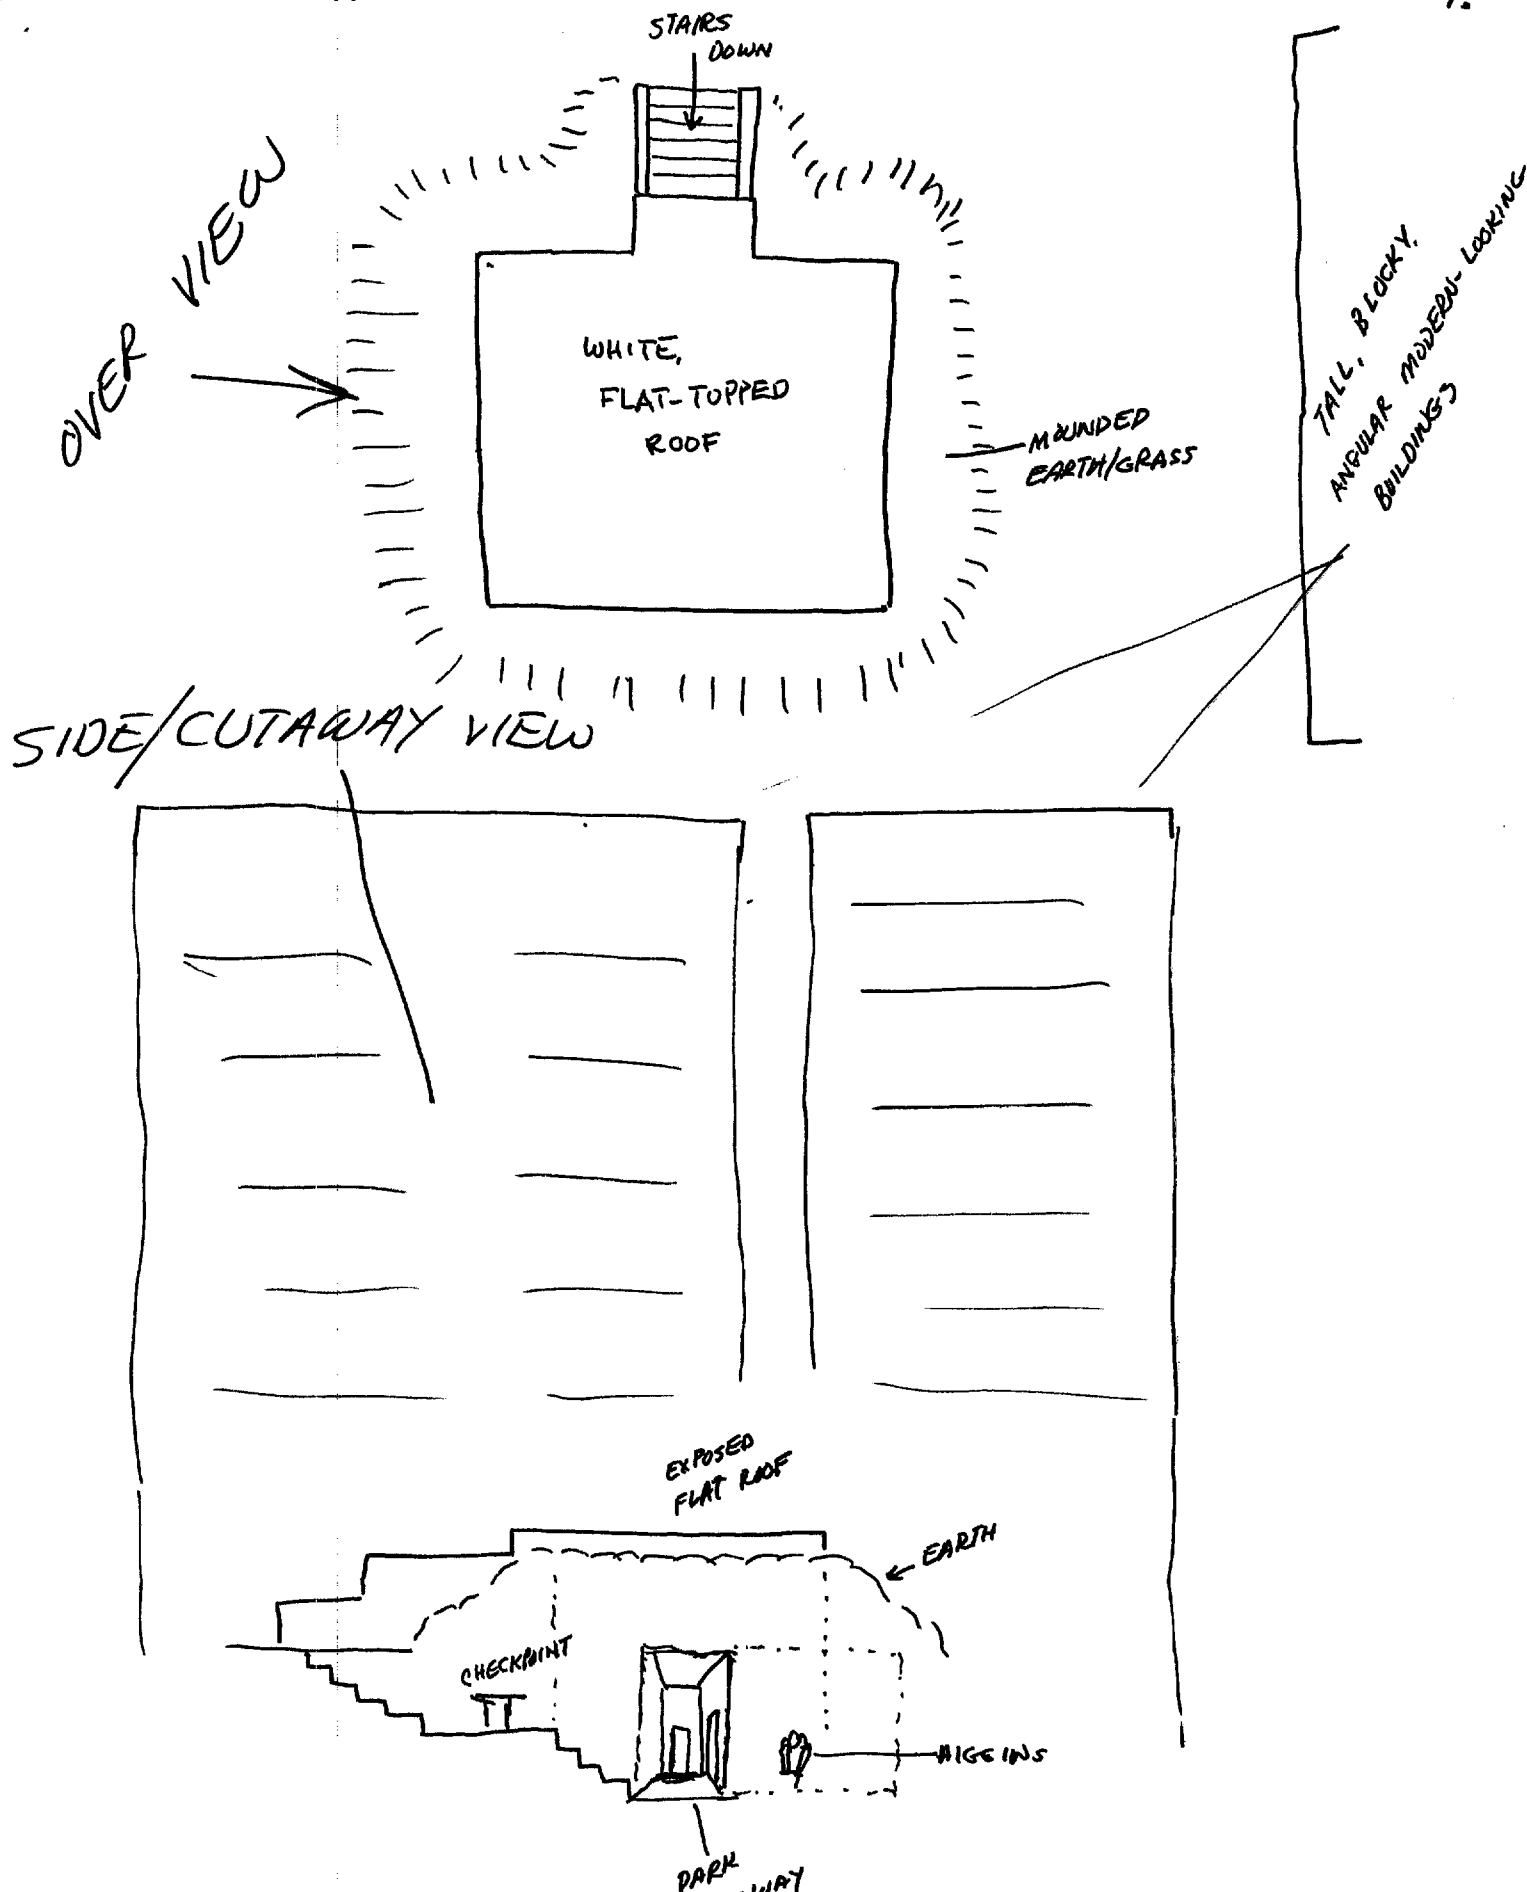 STAIRS
DOWN
OVER VIEW
WHITE,
FLAT-TOPPED
ROOF
MOUNDED
EARTH/GRASS
TALL, BLOCKY,
ANGULAR MODERN-LOOKING
BUILDINGS
SIDE/CUTAWAY VIEW
EXPOSED
FLAT ROOF
EARTH
CHECKPOINT
HIGGINS
DARK